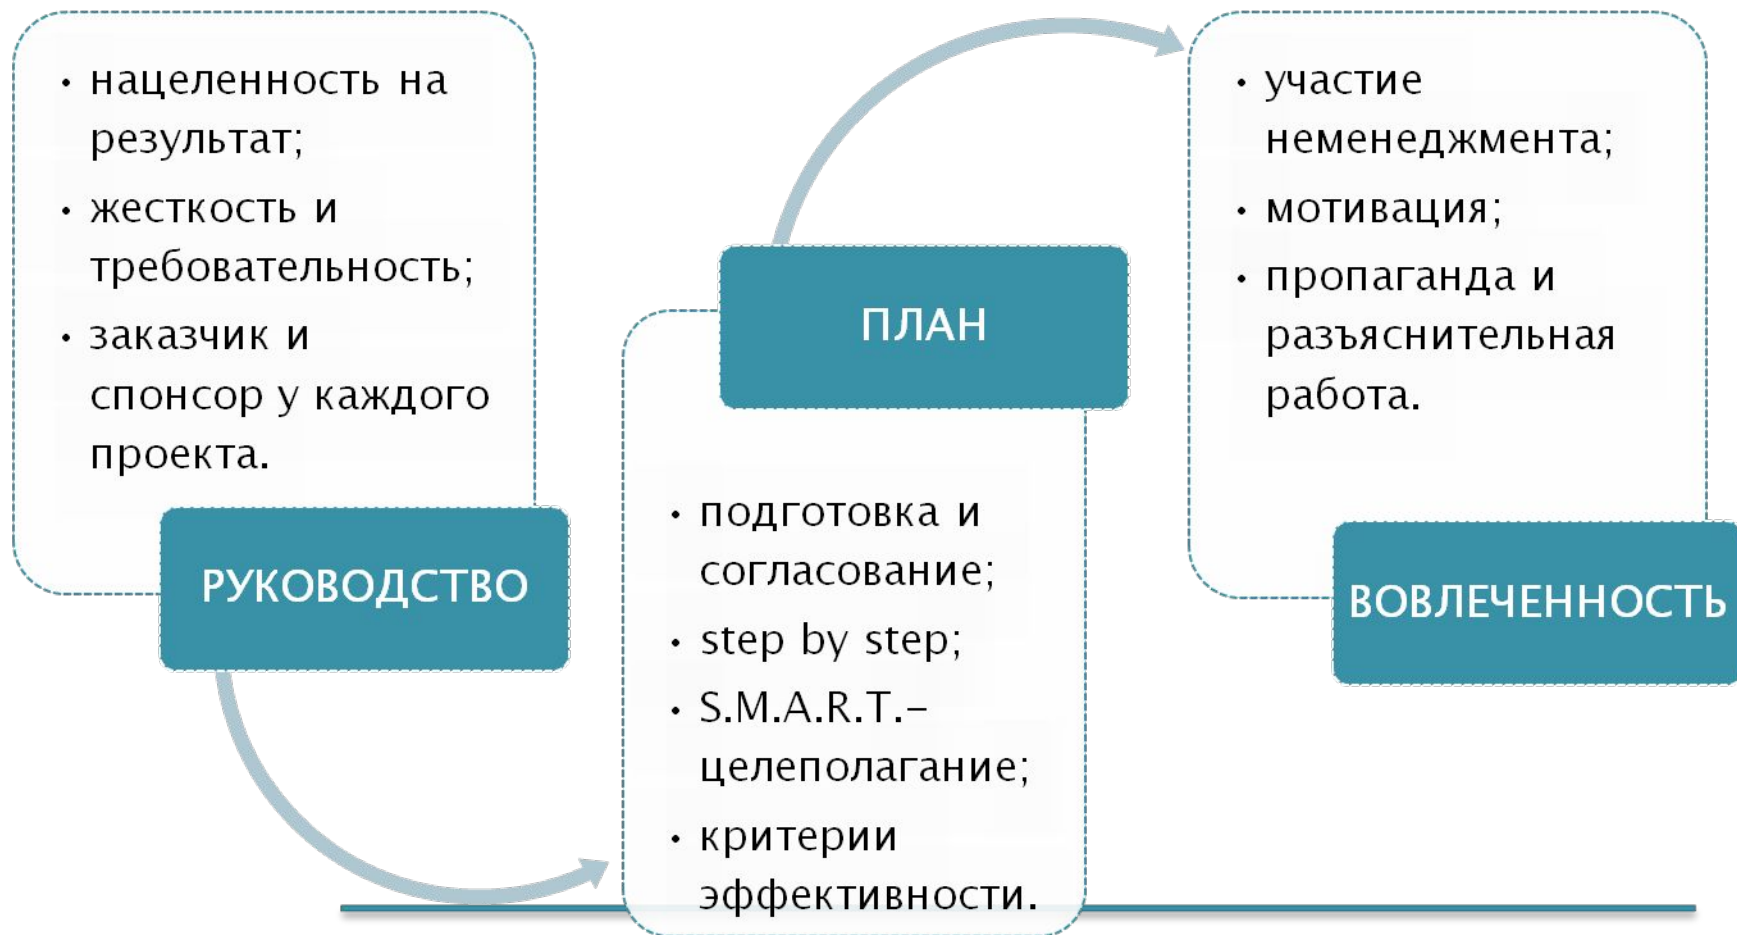 • нацеленность на
результат;
• жесткость и
требовательность;
• заказчик и
спонсор у каждого
проекта.
РУКОВОДСТВО
ПЛАН
• подготовка и
согласование;
• step by step;
• S.M.A.R.T.–
целеполагание;
• критерии
эффективности.
• участие
неменеджмента;
• мотивация;
• пропаганда и
разъяснительная
работа.
ВОВЛЕЧЕННОСТЬ